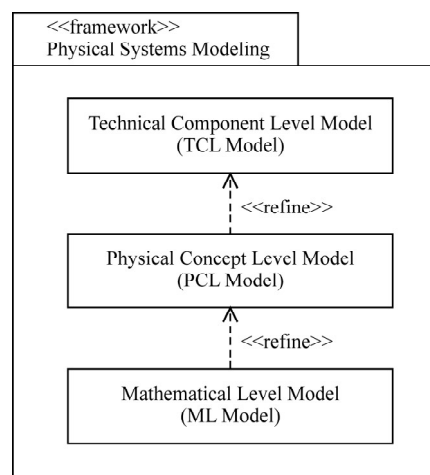 <<framework>>
Physical Systems Modeling
Technical Component Level Model
(TCL Model)
<<refine>>
Physical Concept Level Model
(PCL Model)
<<refine>>
Mathematical Level Model
(ML Model)